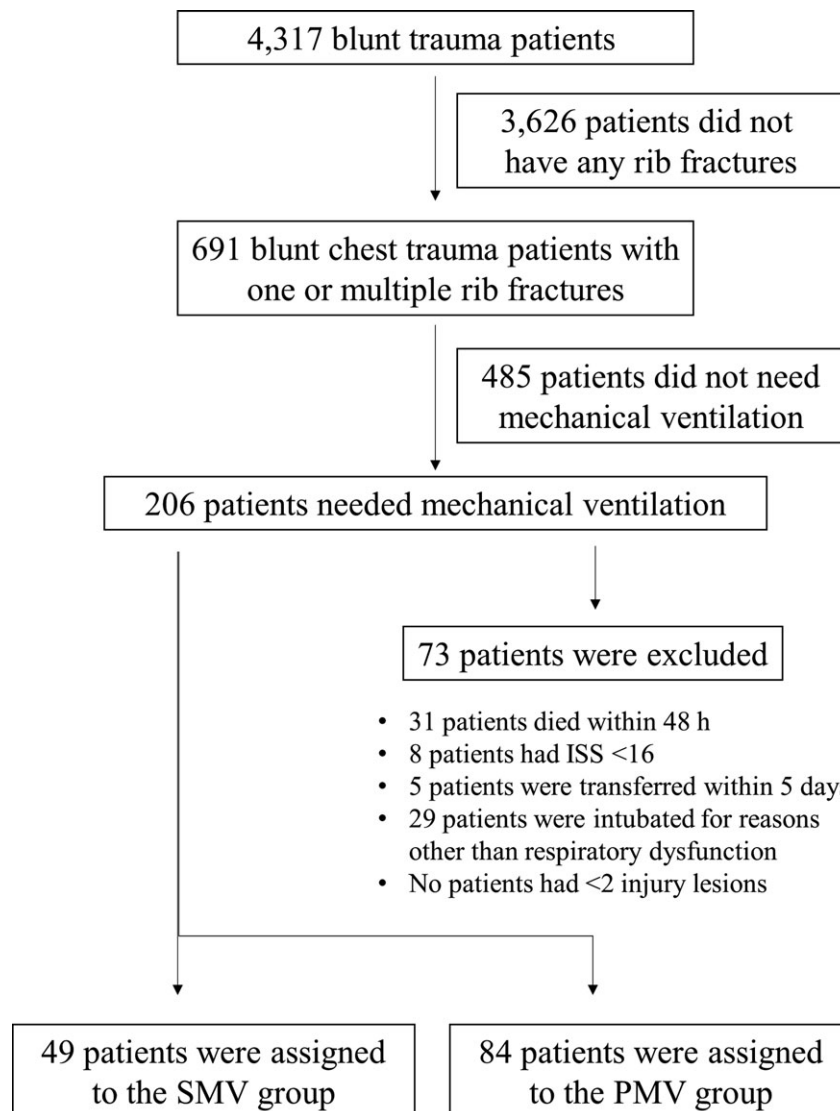 4,317 blunt trauma patients
3,626 patients did not
have any rib fractures
691 blunt chest trauma patients with
one or multiple rib fractures
485 patients did not need
mechanical ventilation
206 patients needed mechanical ventilation
73 patients were excluded
• 31 patients died within 48 h
• 8 patients had ISS <16
• 5 patients were transferred within 5 day
• 29 patients were intubated for reasons
other than respiratory dysfunction
• No patients had <2 injury lesions
49 patients were assigned
to the SMV group
84 patients were assigned
to the PMV group